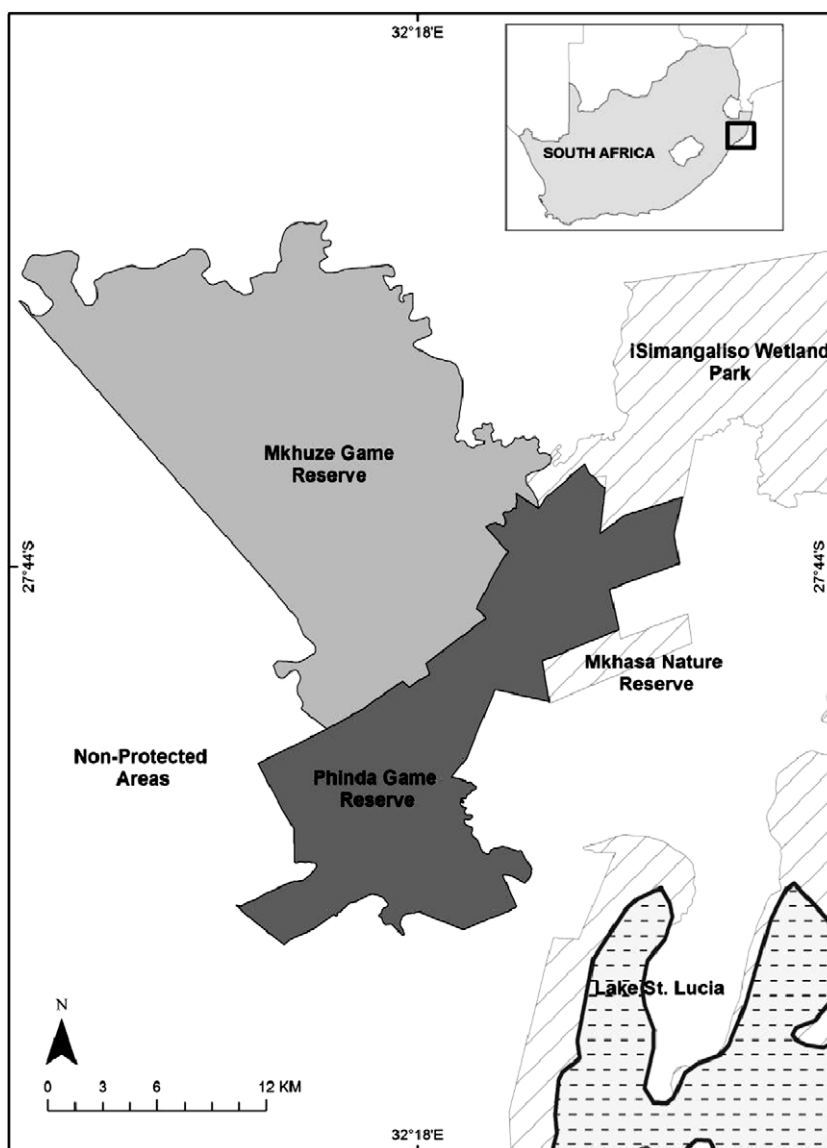 32°18'E
SOUTH AFRICA
iSimangaliso Wetland
Park
Mkhuze Game
Reserve
27°44'S
27°44'S
Mkhasa Nature
Reserve
Non-Protected
Areas
Phinda Game
Reserve
Lake St. Lucia
N
0 3 6 12 KM
32°18'E